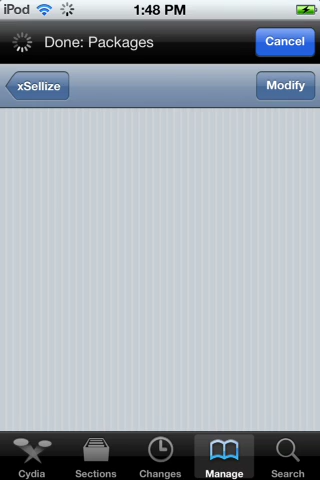 iPod 1:48 PM
Done: Packages Cancel
xSellize Modify
Cydia Sections Changes Manage Search